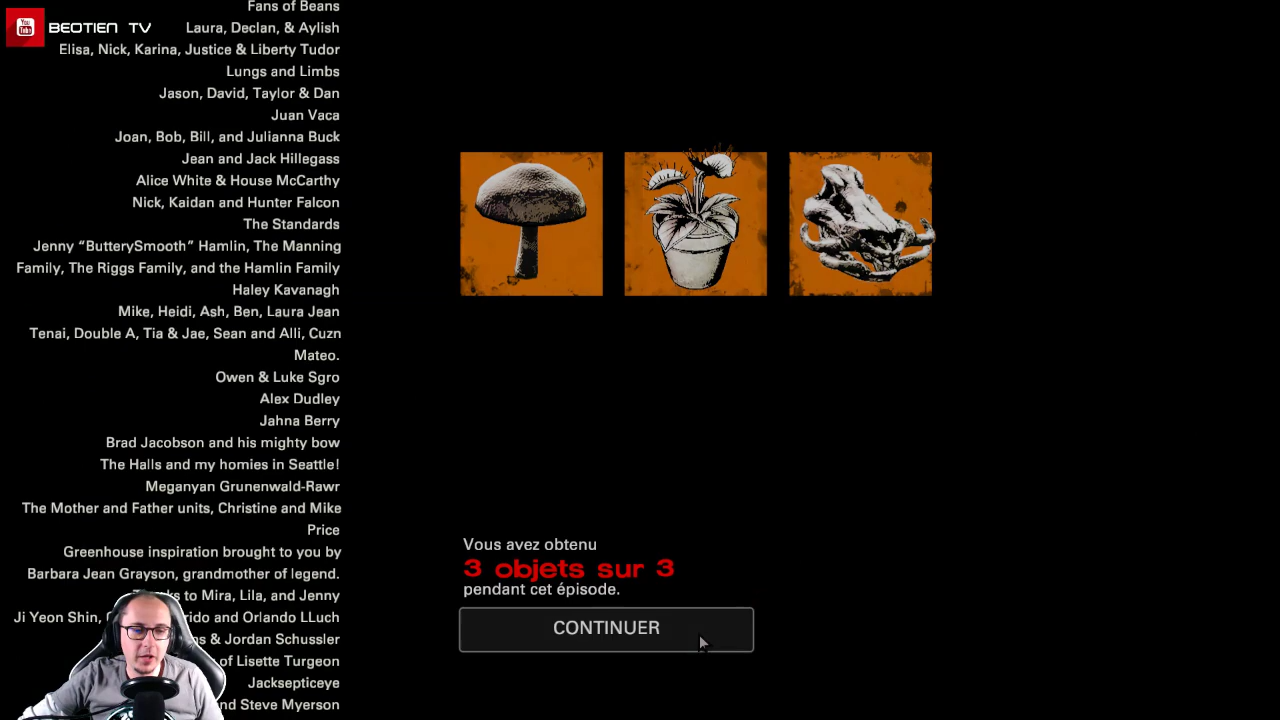 You Tube
BEOTIEN TV
Fans of Beans
Laura, Declan, & Aylish
Elisa, Nick, Karina, Justice & Liberty Tudor
Lungs and Limbs
Jason, David, Taylor & Dan
Juan Vaca
Joan, Bob, Bill, and Julianna Buck
Jean and Jack Hillegass
Alice White & House McCarthy
Nick, Kaidan and Hunter Falcon
The Standards
Jenny “ButterySmooth” Hamlin, The Manning
Family, The Riggs Family, and the Hamlin Family
Haley Kavanagh
Mike, Heidi, Ash, Ben, Laura Jean
Tenai, Double A, Tia & Jae, Sean and Alli, Cuzn
Mateo.
Owen & Luke Sgro
Alex Dudley
Jahna Berry
Brad Jacobson and his mighty bow
The Halls and my homies in Seattle!
Meganyan Grunenwald-Rawr
The Mother and Father units, Christine and Mike
Price
Greenhouse inspiration brought to you by
Barbara Jean Grayson, grandmother of legend.
to Mira, Lila, and Jenny
Ji Yeon Shin, and Orlando LLuch
& Jordan Schussler
of Lisette Turgeon
Jacksepticeye
and Steve Myerson
Vous avez obtenu
3 objets sur 3
pendant cet épisode.
CONTINUER